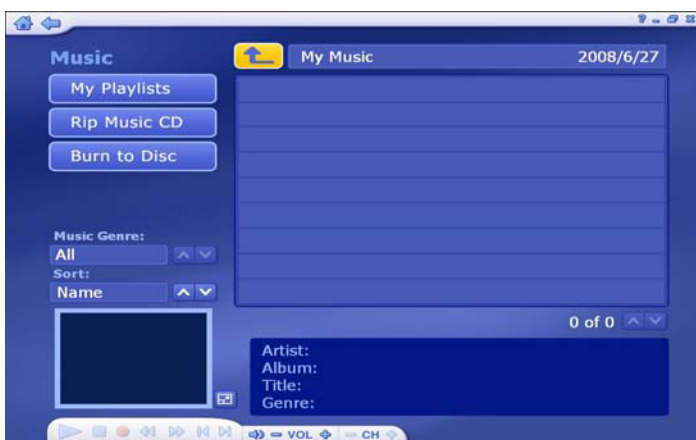 ?
Music
My Music 2008/6/27
My Playlists
Rip Music CD
Burn to Disc
Music Genre:
All
Sort:
Name
0 of 0
Artist:
Album:
Title:
Genre:
VOL CH